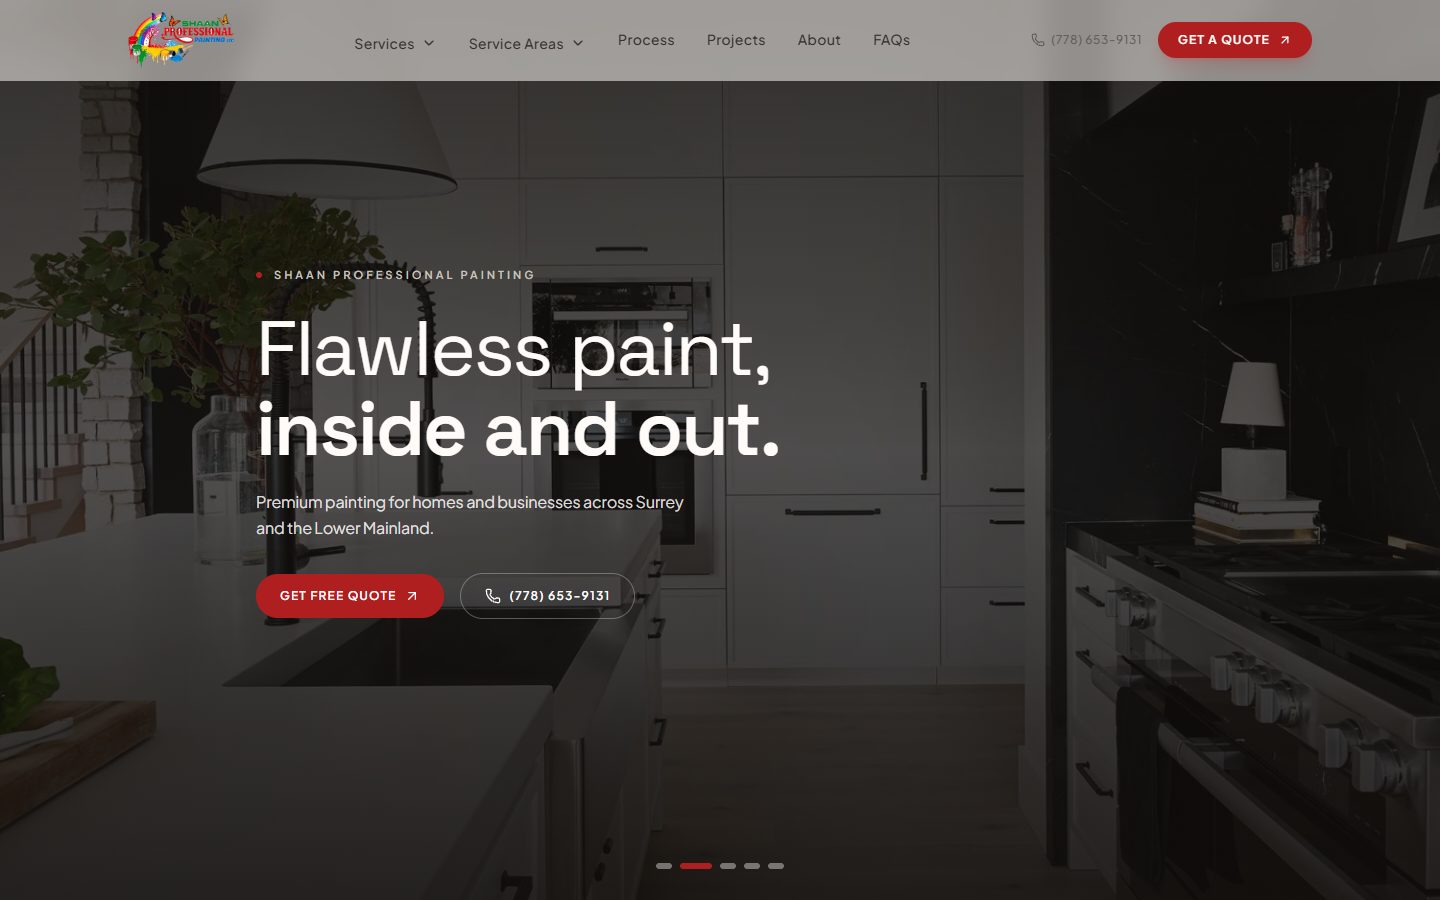 SHAAN
PROFESSIONAL
PAINTING LTD
Services
Service Areas
Process
Projects
About
FAQs
(778) 653-9131
GET A QUOTE
SHAAN PROFESSIONAL PAINTING
Flawless paint,
inside and out.
Premium painting for homes and businesses across Surrey
and the Lower Mainland.
GET FREE QUOTE
(778) 653-9131